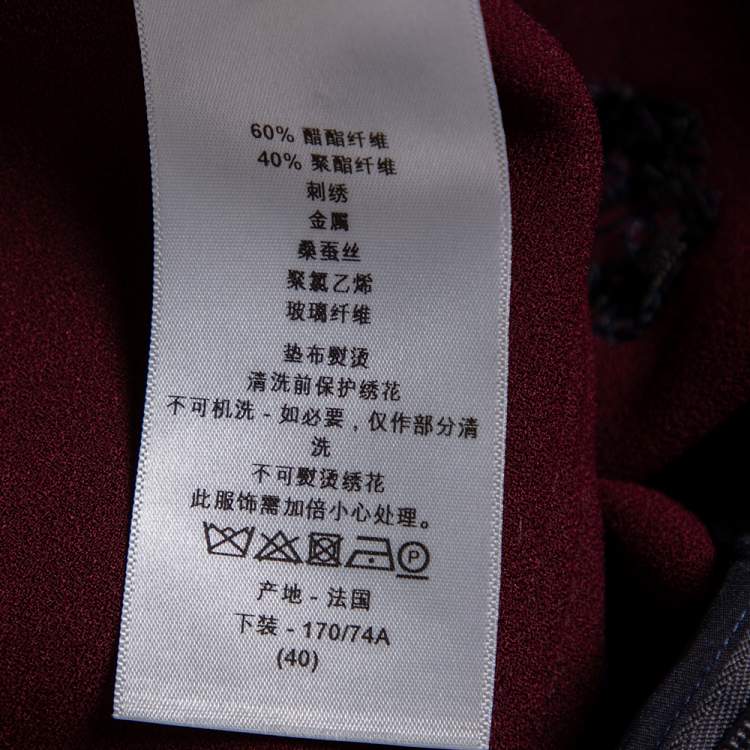 60% 醋酯纤维
40% 聚酯纤维
刺绣
金属
桑蚕丝
聚氯乙烯
玻璃纤维
垫布熨烫
清洗前保护绣花
不可机洗 - 如必要，仅作部分清
洗
不可熨烫绣花
此服饰需加倍小心处理。
P
产地 - 法国
下装 - 170/74A
(40)